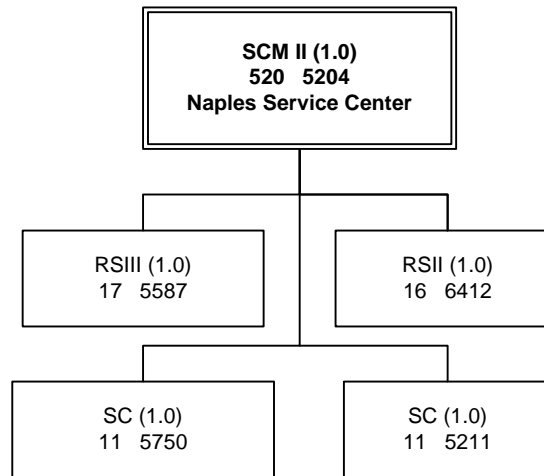 SCM II (1.0)
520 5204
Naples Service Center
RSIII (1.0)
17 5587
RSII (1.0)
16 6412
SC (1.0)
11 5750
SC (1.0)
11 5211